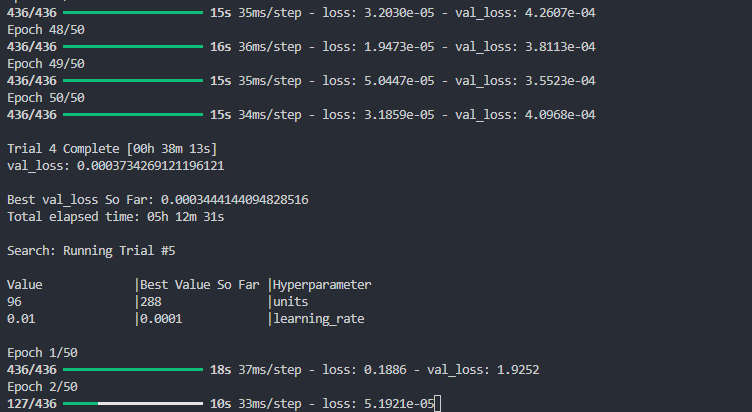 436/436 ━━━━━━━━━━━━━━━━━━━━ 15s 35ms/step - loss: 3.2030e-05 - val_loss: 4.2607e-04
Epoch 48/50
436/436 ━━━━━━━━━━━━━━━━━━━━ 16s 36ms/step - loss: 1.9473e-05 - val_loss: 3.8113e-04
Epoch 49/50
436/436 ━━━━━━━━━━━━━━━━━━━━ 15s 35ms/step - loss: 5.0447e-05 - val_loss: 3.5523e-04
Epoch 50/50
436/436 ━━━━━━━━━━━━━━━━━━━━ 15s 34ms/step - loss: 3.1859e-05 - val_loss: 4.0968e-04
Trial 4 Complete [00h 38m 13s]
val_loss: 0.0003734269121196121
Best val_loss So Far: 0.0003444144094828516
Total elapsed time: 05h 12m 31s
Search: Running Trial #5
Value |Best Value So Far |Hyperparameter
96 |288 |units
0.01 |0.0001 |learning_rate
Epoch 1/50
436/436 ━━━━━━━━━━━━━━━━━━━━ 18s 37ms/step - loss: 0.1886 - val_loss: 1.9252
Epoch 2/50
127/436 ━━━━━━━━━━━━━━━━━━━━ 10s 33ms/step - loss: 5.1921e-05